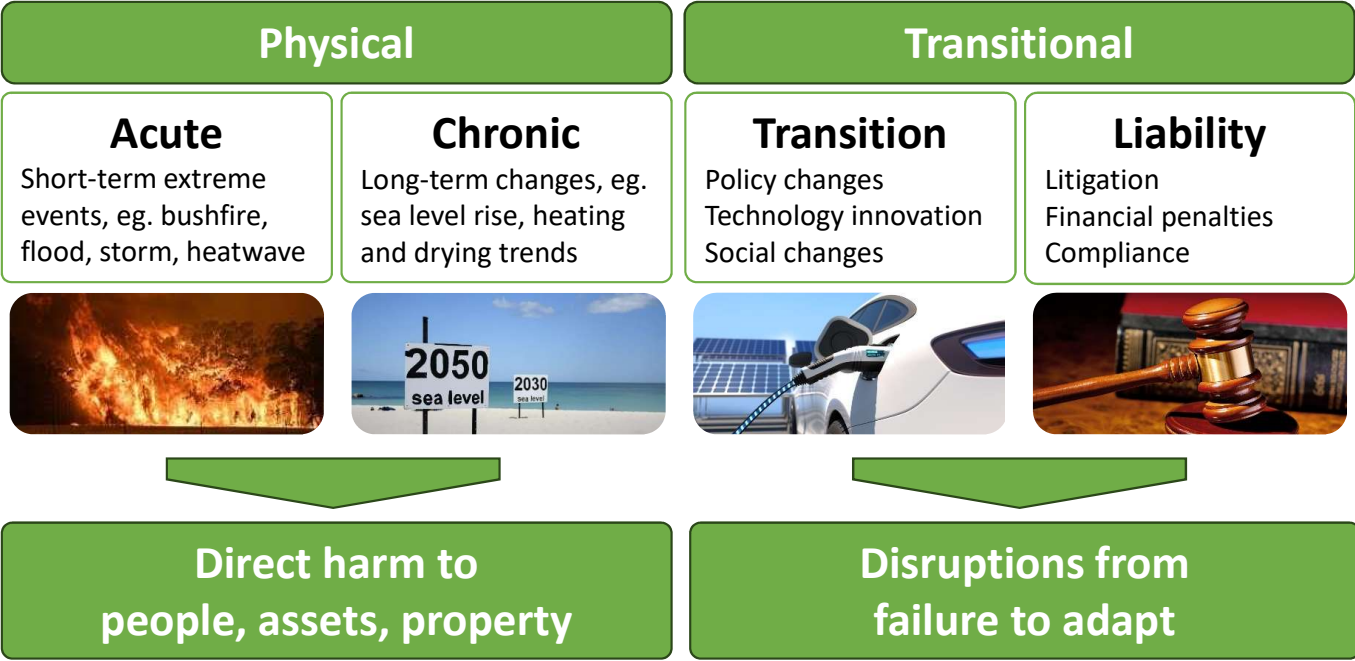 Physical
Transitional
Acute
Short-term extreme
events, eg. bushfire,
flood, storm, heatwave
Chronic
Long-term changes, eg.
sea level rise, heating
and drying trends
Transition
Policy changes
Technology innovation
Social changes
Liability
Litigation
Financial penalties
Compliance
2050
sea level
2030
sea level
Direct harm to
people, assets, property
Disruptions from
failure to adapt